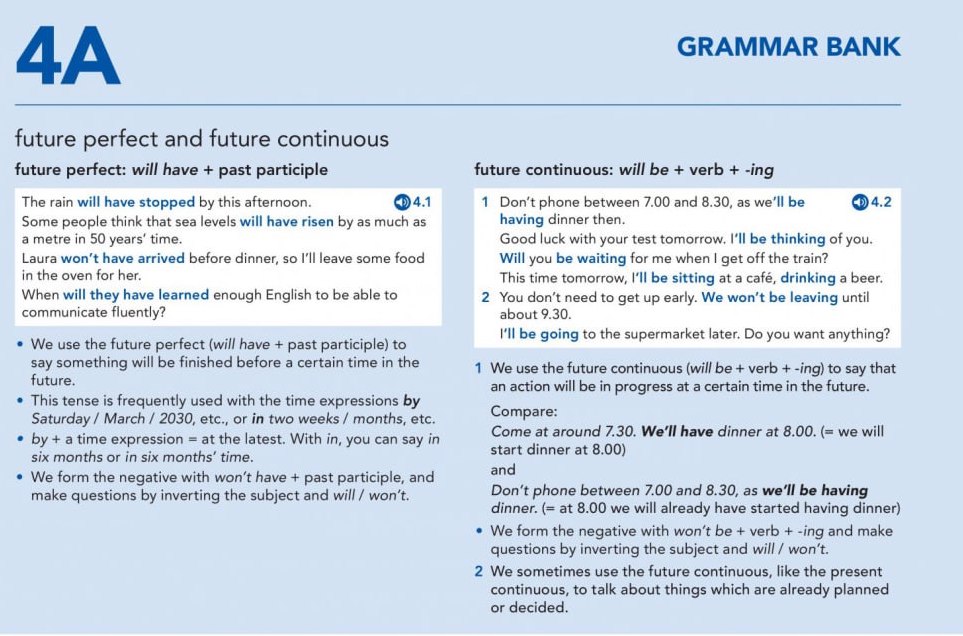 4A
GRAMMAR BANK
future perfect and future continuous
future perfect: will have + past participle
The rain will have stopped by this afternoon.
4.1
Some people think that sea levels will have risen by as much as
a metre in 50 years' time.
Laura won't have arrived before dinner, so I'll leave some food
in the oven for her.
When will they have learned enough English to be able to
communicate fluently?
• We use the future perfect (will have + past participle) to
say something will be finished before a certain time in the
future.
• This tense is frequently used with the time expressions by
Saturday / March / 2030, etc., or in two weeks / months, etc.
• by + a time expression = at the latest. With in, you can say in
six months or in six months' time.
• We form the negative with won't have + past participle, and
make questions by inverting the subject and will / won't.
future continuous: will be + verb + -ing
1 Don't phone between 7.00 and 8.30, as we'll be
4.2
having dinner then.
Good luck with your test tomorrow. I'll be thinking of you.
Will you be waiting for me when I get off the train?
This time tomorrow, I'll be sitting at a café, drinking a beer.
2 You don't need to get up early. We won't be leaving until
about 9.30.
I'll be going to the supermarket later. Do you want anything?
1 We use the future continuous (will be + verb + -ing) to say that
an action will be in progress at a certain time in the future.
Compare:
Come at around 7.30. We'll have dinner at 8.00. (= we will
start dinner at 8.00)
and
Don't phone between 7.00 and 8.30, as we'll be having
dinner. (= at 8.00 we will already have started having dinner)
• We form the negative with won't be + verb + -ing and make
questions by inverting the subject and will / won't.
2 We sometimes use the future continuous, like the present
continuous, to talk about things which are already planned
or decided.